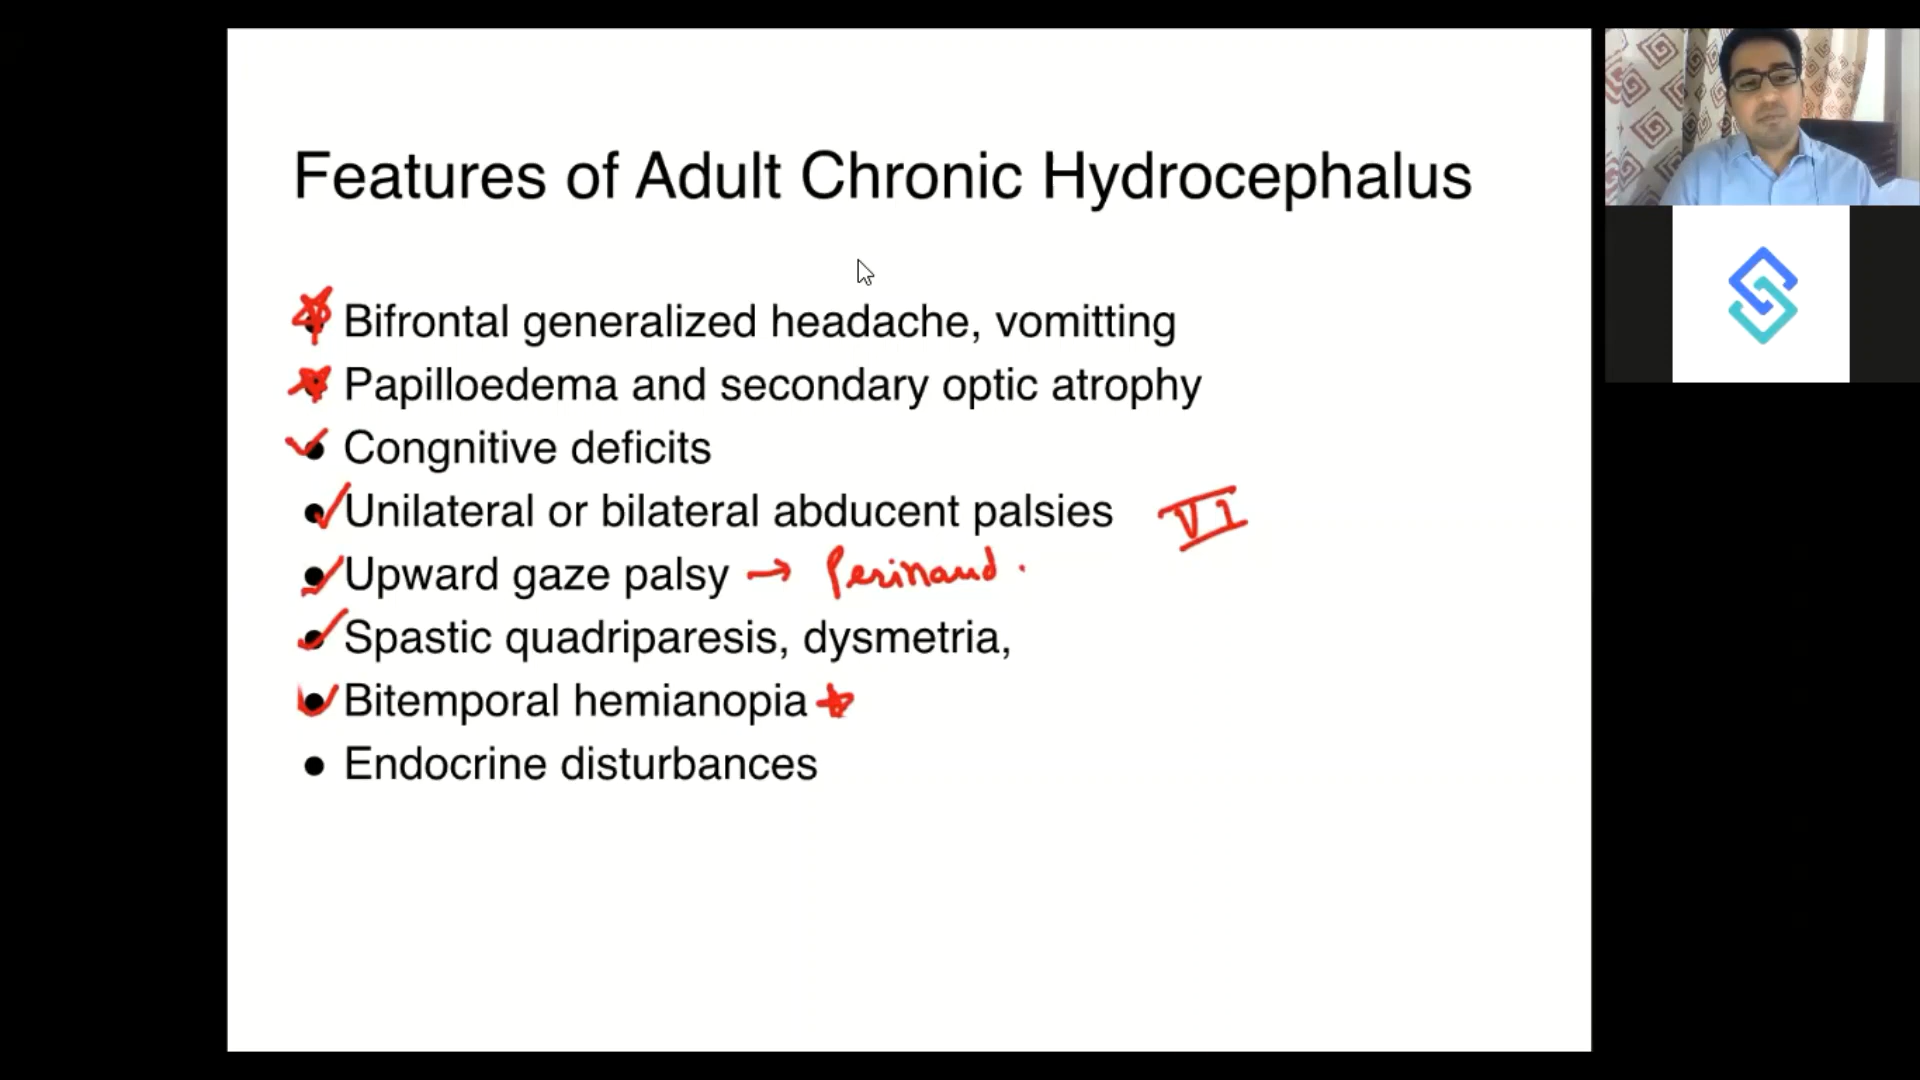 Features of Adult Chronic Hydrocephalus
Bifrontal generalized headache, vomitting
Papilloedema and secondary optic atrophy
Congnitive deficits
Unilateral or bilateral abducent palsies VI
Upward gaze palsy → Perinaud.
Spastic quadriparesis, dysmetria,
Bitemporal hemianopia
Endocrine disturbances